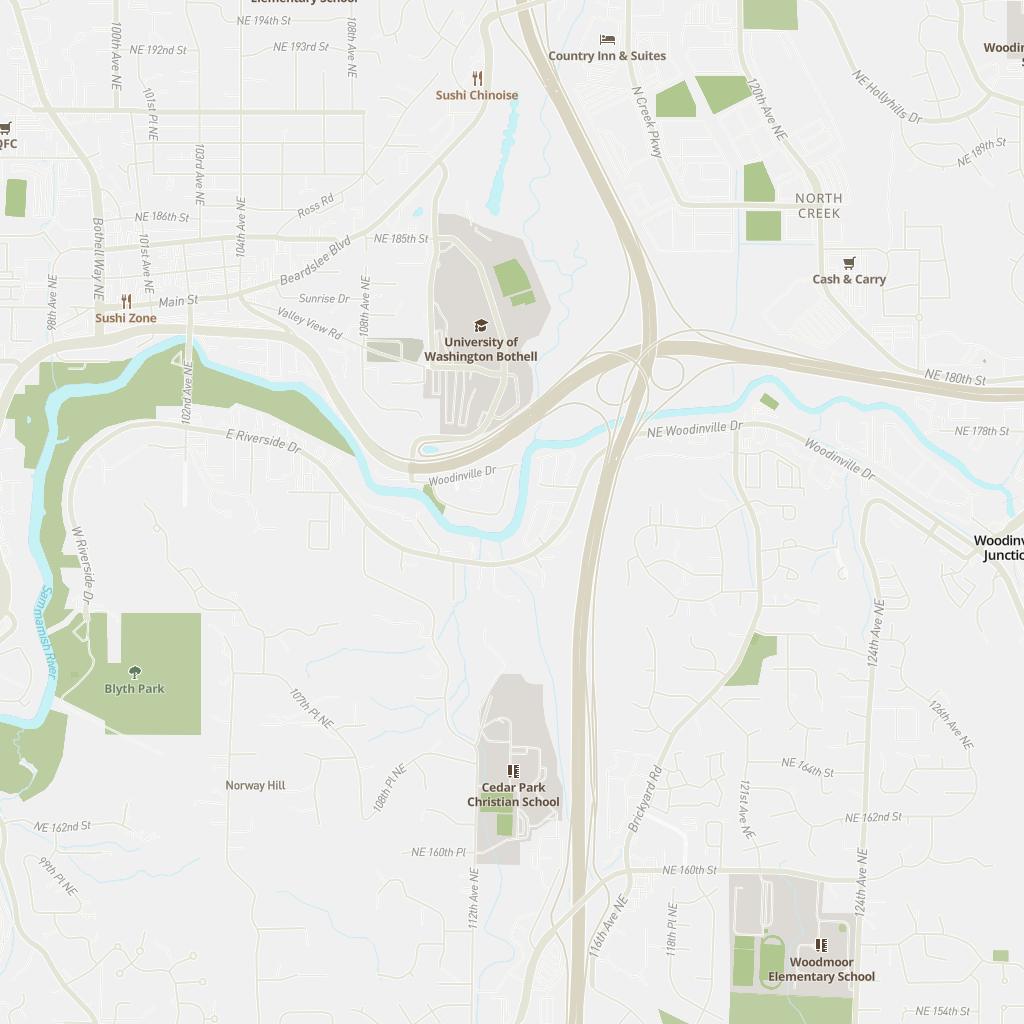 Elementary School
NE 194th St
100th Ave NE
108th Ave NE
NE 192nd St
NE 193rd St
Country Inn & Suites
Woodin
S
Sushi Chinoise
101st Pl NE
N Creek Pkwy
120th Ave NE
NE Hollyhills Dr
QFC
103rd Ave NE
NE 189th St
Ross Rd
104th Ave NE
NE 186th St
NORTH
CREEK
Bothell Way NE
101st Ave NE
NE 185th St
Beardslee Blvd
98th Ave NE
108th Ave NE
Cash & Carry
Main St
Sunrise Dr
Sushi Zone
Valley View Rd
University of
Washington Bothell
NE 180th St
102nd Ave NE
E Riverside Dr
NE Woodinville Dr
NE 178th St
Woodinville Dr
Woodinville Dr
W Riverside Dr
Woodinv
Junctio
Sammamish River
124th Ave NE
Blyth Park
107th Pl NE
126th Ave NE
NE 164th St
Norway Hill
108th Pl NE
Cedar Park
Christian School
Brickyard Rd
121st Ave NE
NE 162nd St
NE 162nd St
NE 160th Pl
99th Pl NE
NE 160th St
112th Ave NE
124th Ave NE
116th Ave NE
118th Pl NE
Woodmoor
Elementary School
NE 154th St